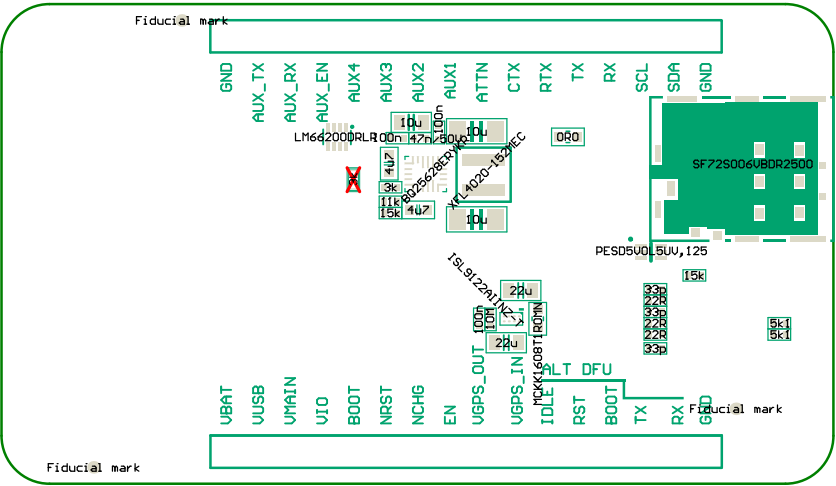 Fiducial mark
GND
AUX_TX
AUX_RX
AUX_EN
AUX4
AUX3
AUX2
AUX1
ATTN
CTX
RTX
TX
RX
SCL
SDA
GND
10u
100n
10u
LM66200DRLR
100n
47n/50V
0R0
4u7
BQ25628ERYKR
XFL4020-152MEC
SF72S006VBDR2500
3k
11k
15k
4u7
10u
PESD5V0L5UV,125
ISL9122AIINZ-T
15k
22u
33p
22R
33p
22R
22R
33p
100n
10M
MCKK1608T1R0MN
22u
5k1
5k1
ALT DFU
VBAT
VUSB
VMAIN
VIO
BOOT
NRST
NCHG
EN
VGPS_OUT
VGPS_IN
IDLE
RST
BOOT
TX
RX
GND
Fiducial mark
Fiducial mark